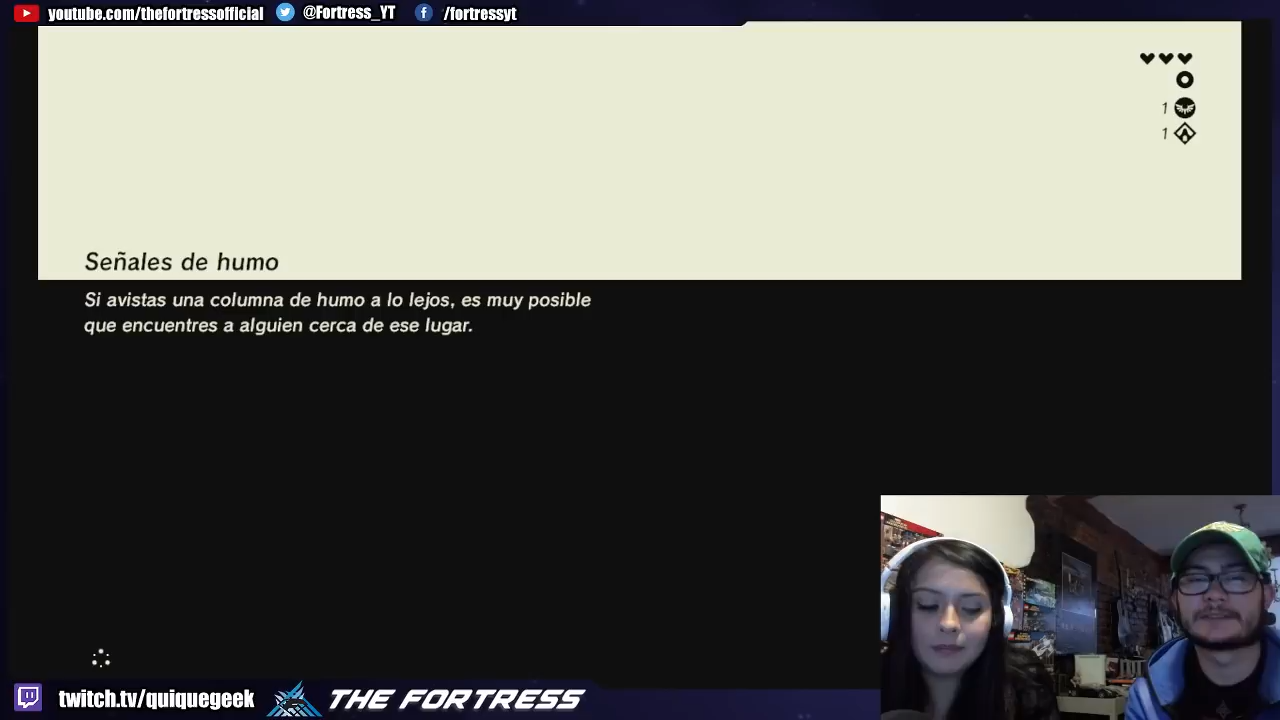 youtube.com/thefortressofficial @Fortress_YT /fortressyt
1
1
Señales de humo
Si avistas una columna de humo a lo lejos, es muy posible
que encuentres a alguien cerca de ese lugar.
twitch.tv/quiquegeek THE FORTRESS